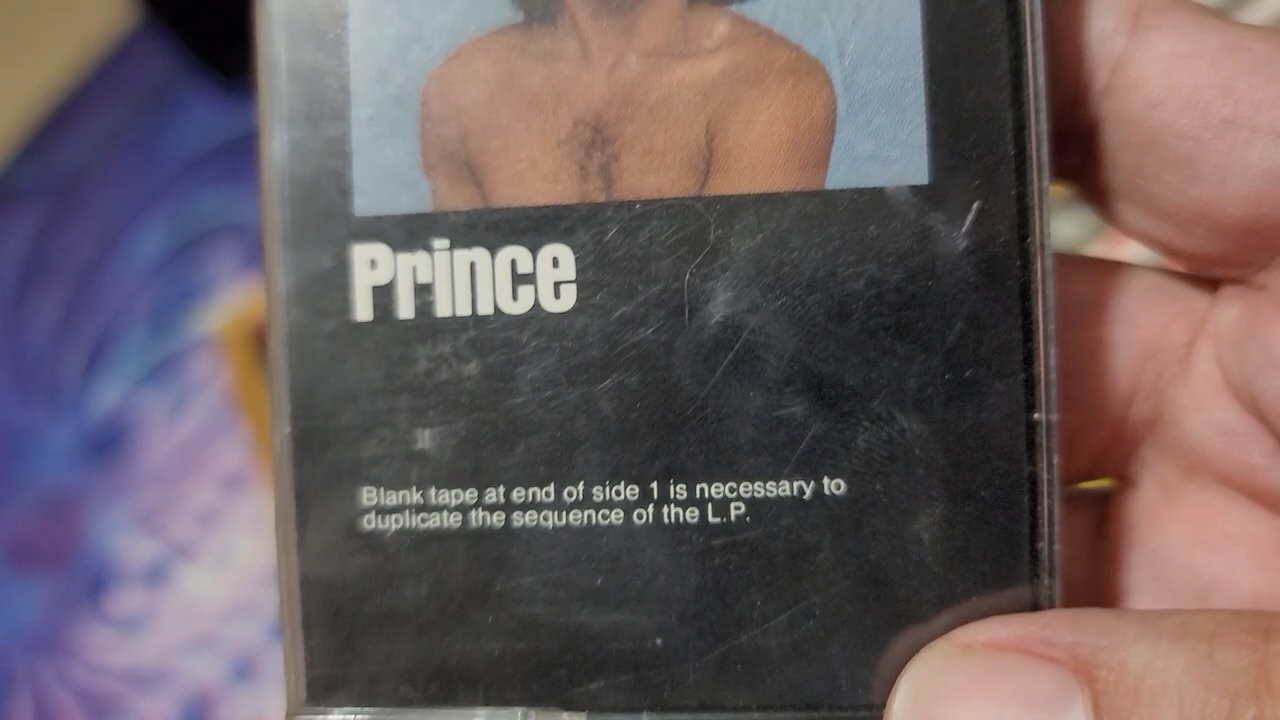 Prince
Blank tape at end of side 1 is necessary to
duplicate the sequence of the L.P.